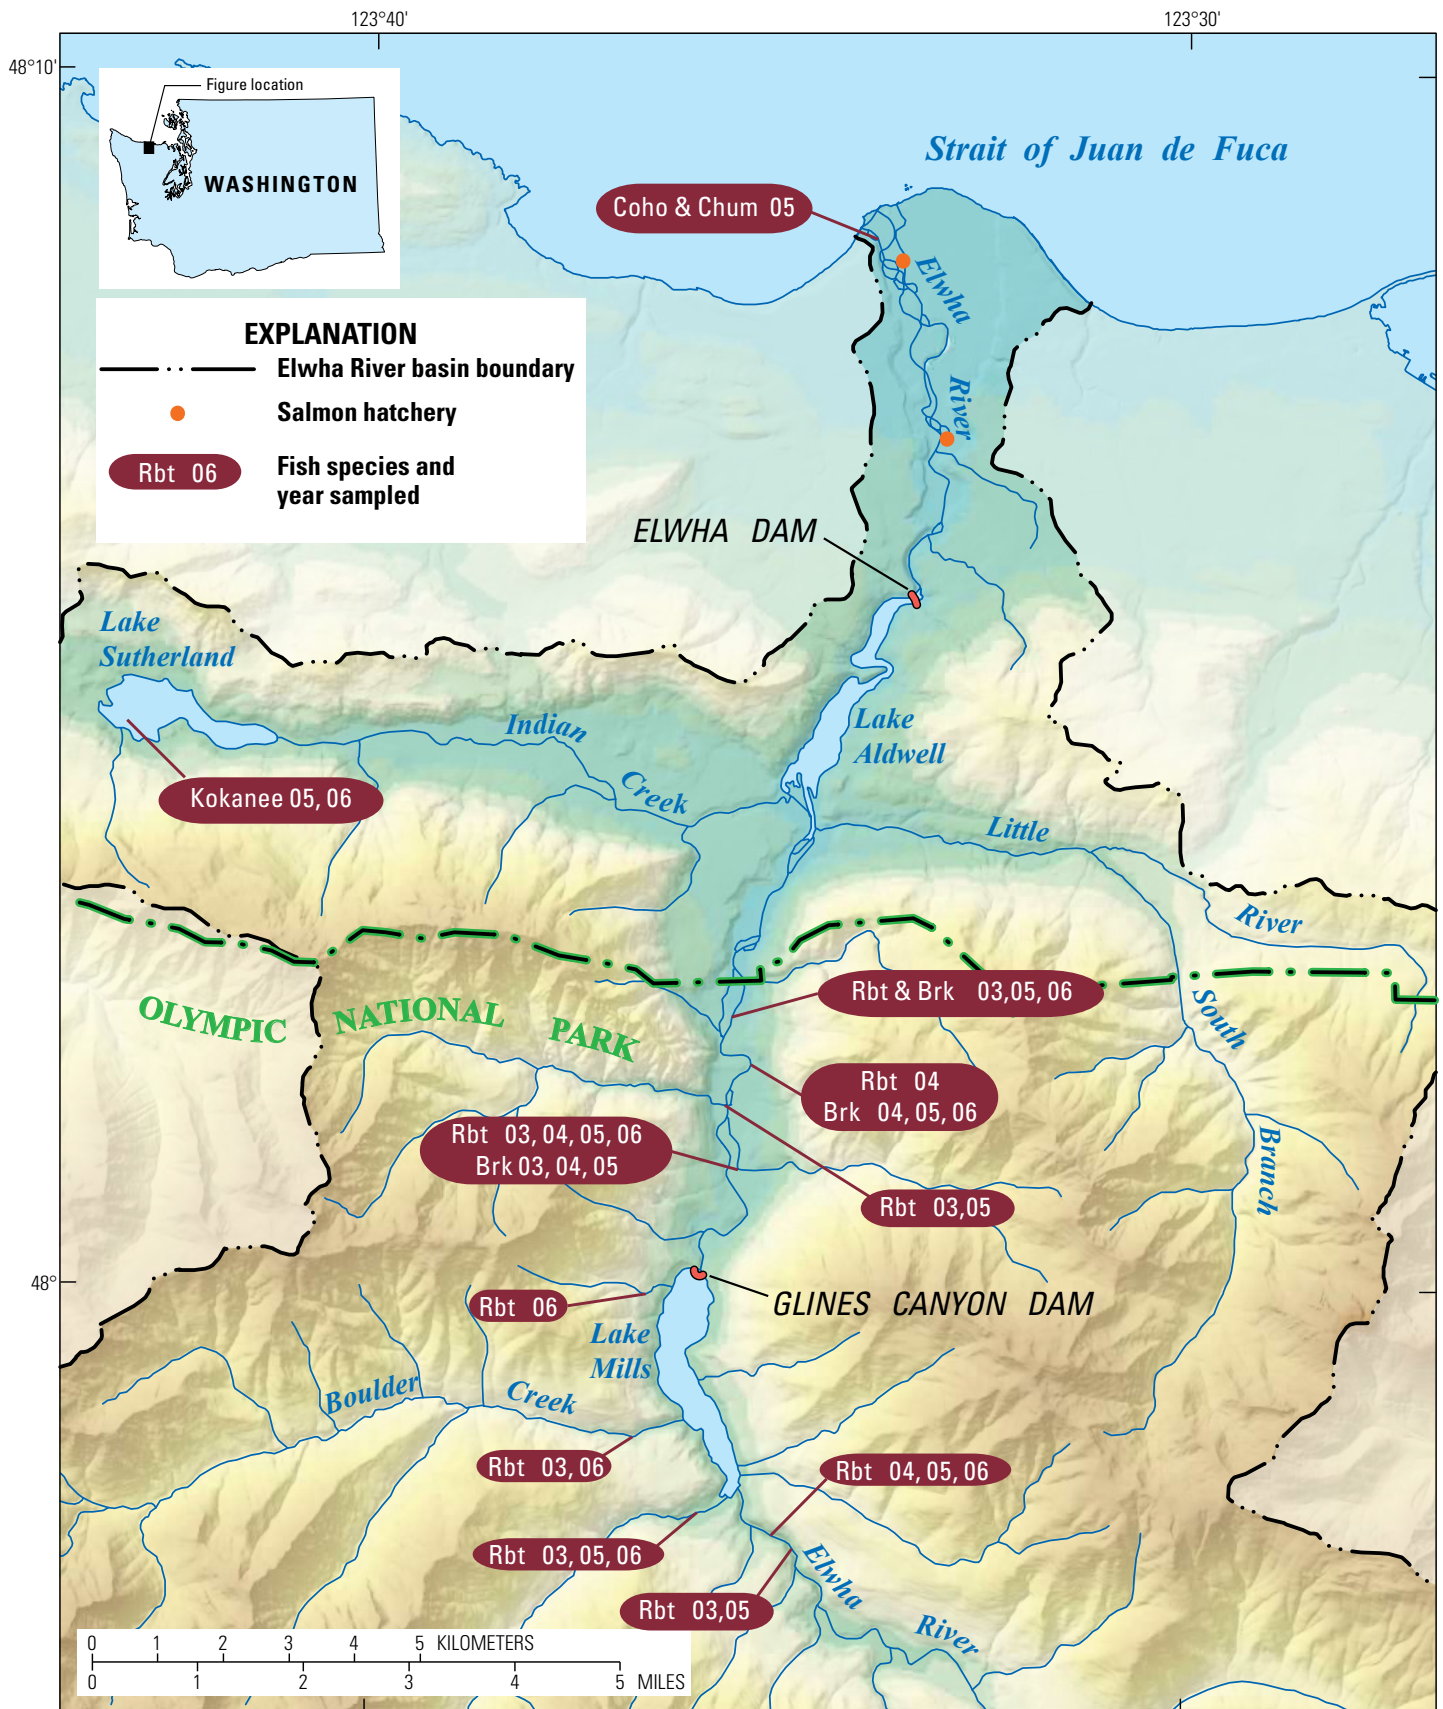 123°40'
123°30'
48°10'
Figure location
WASHINGTON
Strait of Juan de Fuca
Coho & Chum 05
Elwha
River
EXPLANATION
Elwha River basin boundary
Salmon hatchery
Rbt 06
Fish species and
year sampled
ELWHA DAM
Lake
Sutherland
Indian
Creek
Lake
Aldwell
Kokanee 05, 06
Little
River
OLYMPIC NATIONAL PARK
Rbt & Brk 03,05, 06
South
Branch
Rbt 04
Brk 04, 05, 06
Rbt 03, 04, 05, 06
Brk 03, 04, 05
Rbt 03,05
48°
Rbt 06
GLINES CANYON DAM
Lake
Mills
Boulder
Creek
Rbt 03, 06
Rbt 04, 05, 06
Rbt 03, 05, 06
Rbt 03,05
Elwha
River
0 1 2 3 4 5 KILOMETERS
0 1 2 3 4 5 MILES